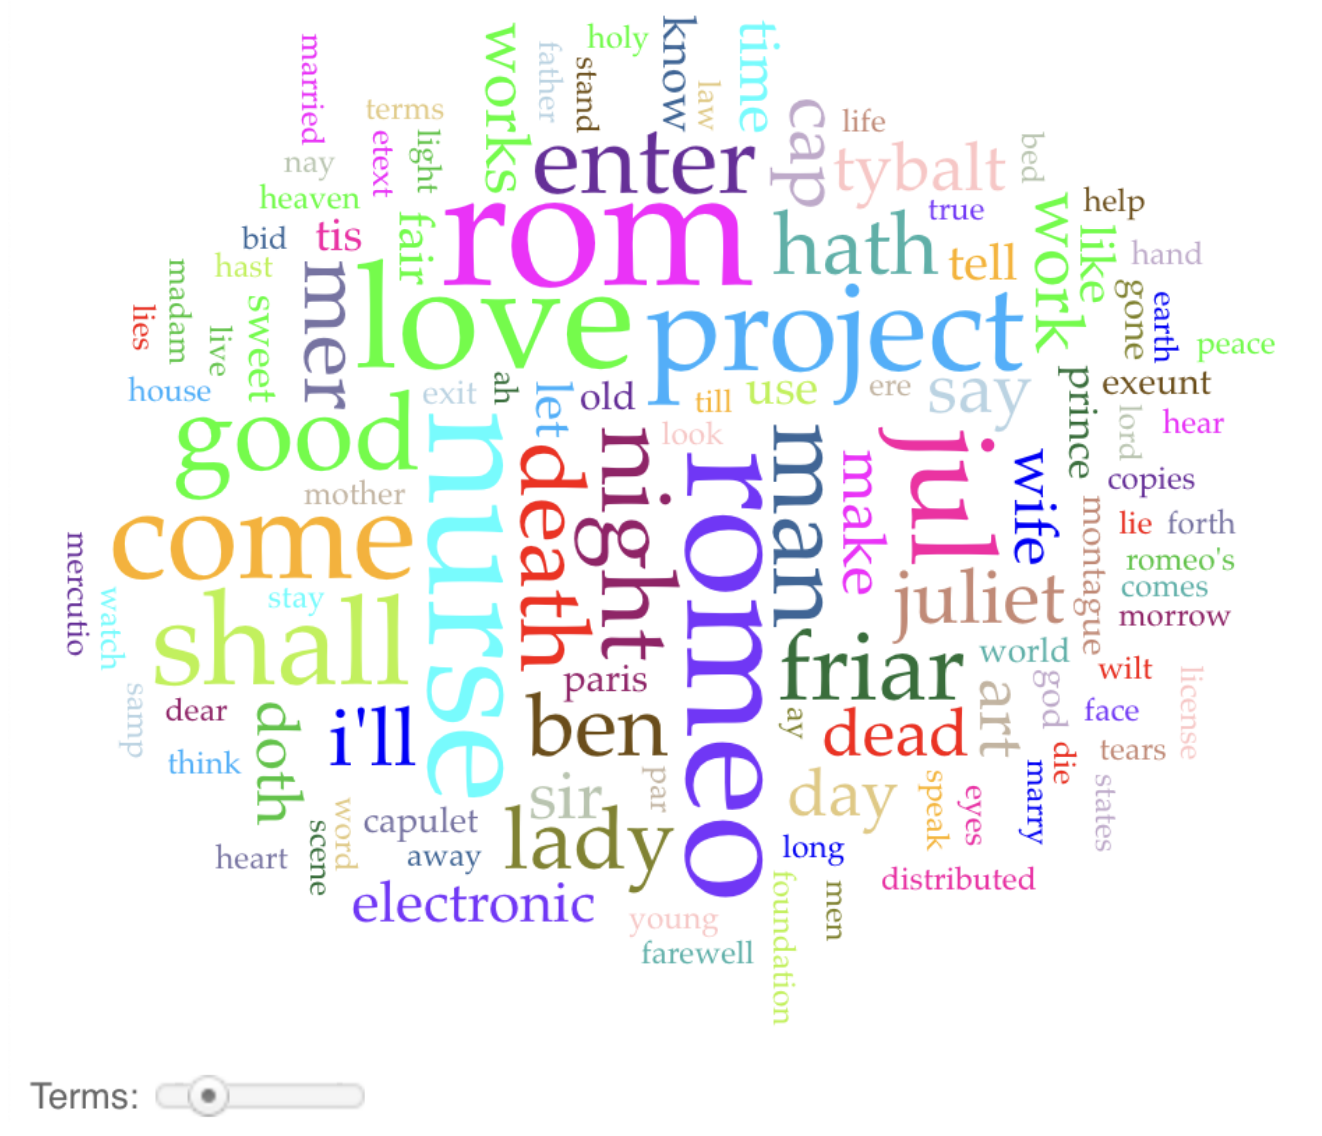 married
terms
nay
etext
light
heaven
works
father
holy
stand
know
law
time
cap
life
enter
tybalt
bed
rom
hath
true
tell
help
work
like
hand
bid
tis
hast
fair
mer
love
project
gone
earth
peace
lies
madam
live
sweet
house
exit
ah
let
old
till
use
ere
say
prince
exeunt
lord
hear
good
nurse
look
mother
death
night
romeo
man
make
jul
wife
copies
montague
lie
forth
come
mercutio
watch
stay
shall
juliet
romeo's
comes
morrow
friar
world
wilt
license
samp
dear
doth
i'll
paris
ben
ay
dead
art
god
face
die
tears
think
par
sir
day
speak
eyes
marry
states
heart
scene
word
capulet
away
lady
long
electronic
young
farewell
foundation
men
distributed
Terms: